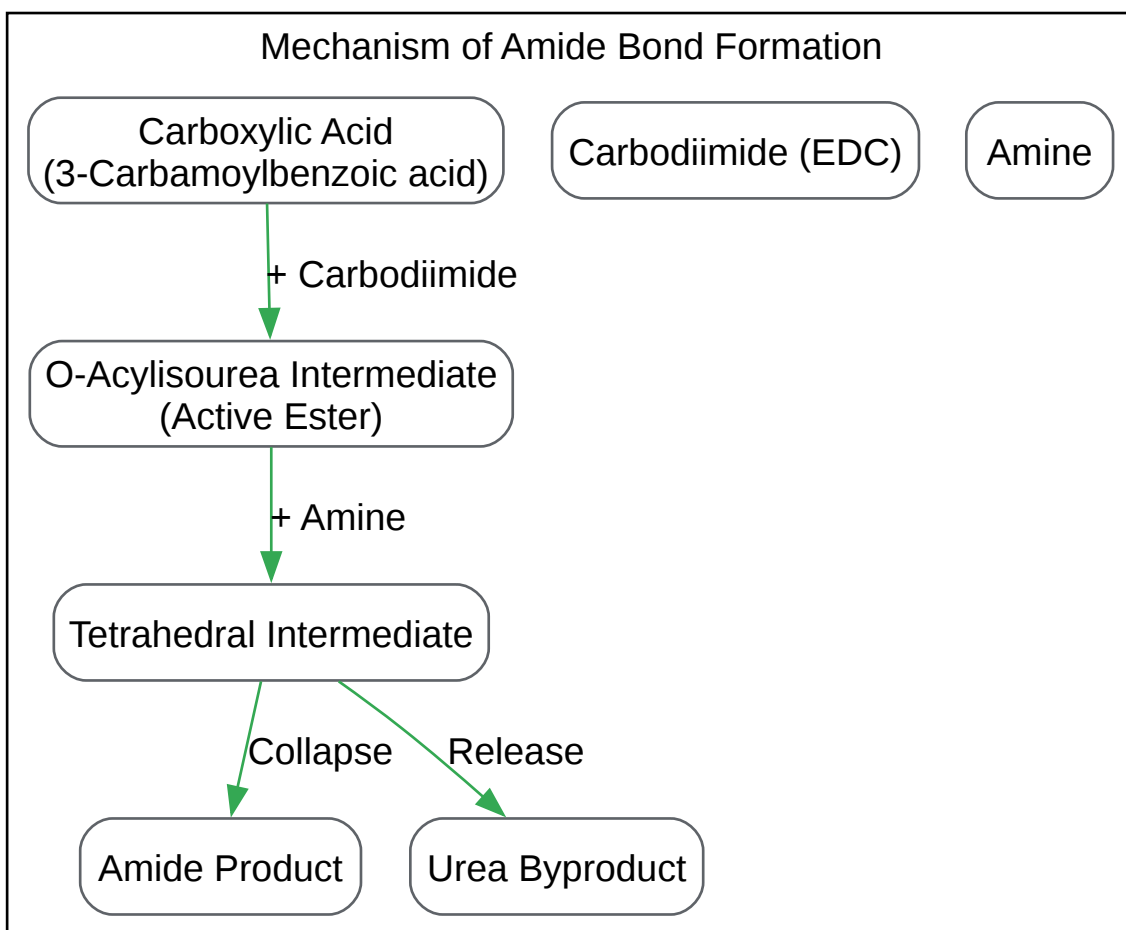 Mechanism of Amide Bond Formation
Carboxylic Acid
(3-Carbamoylbenzoic acid)
Carbodiimide (EDC)
Amine
+ Carbodiimide
O-Acylisourea Intermediate
(Active Ester)
+ Amine
Tetrahedral Intermediate
Collapse
Release
Amide Product
Urea Byproduct